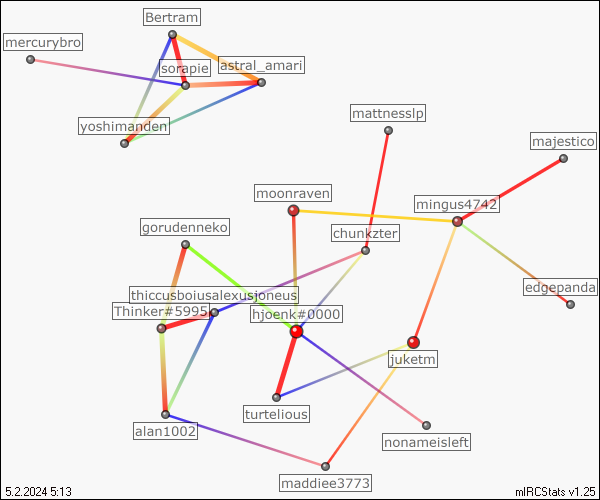 Bertram
mercurybro
sorapie
astral_amari
mattnesslp
yoshimanden
majestico
moonraven
mingus4742
gorudenneko
chunkzter
edgepanda
thiccusboiusalexusjoneus
Thinker#5995
hjoenk#0000
juketm
turtelious
alan1002
nonameisleft
maddiee3773
5.2.2024 5:13
mIRCStats v1.25